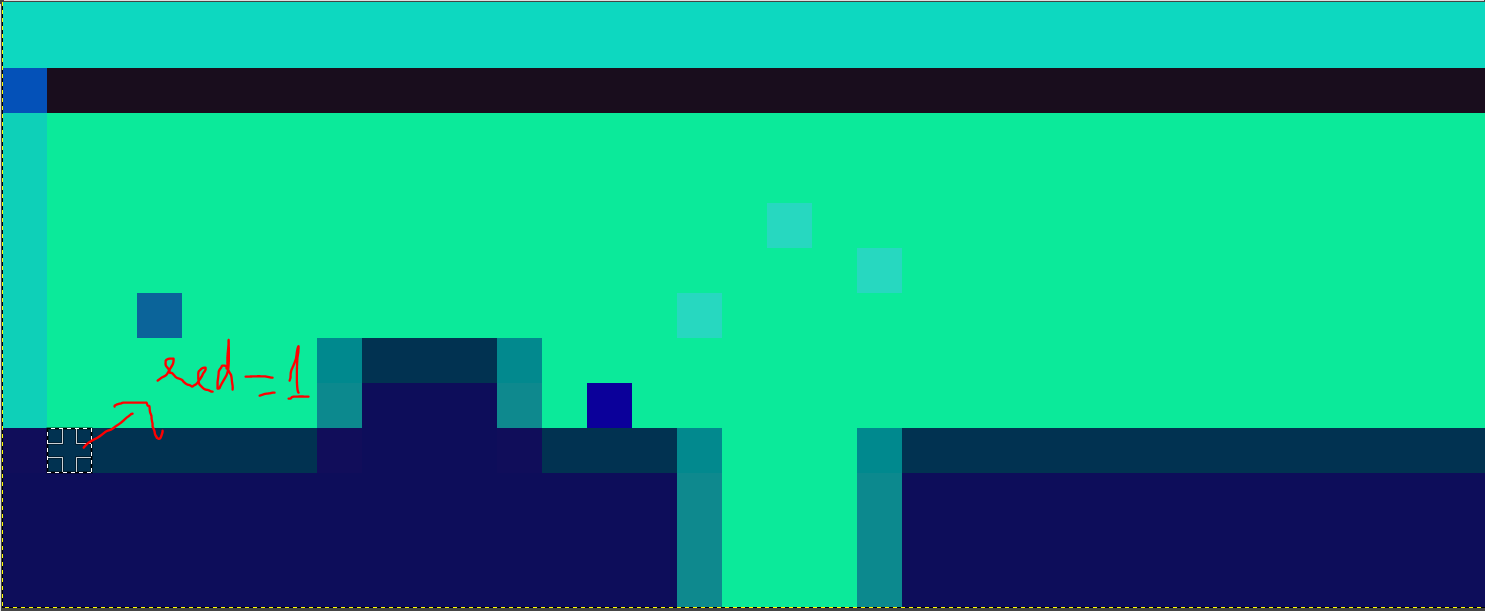 red = 1